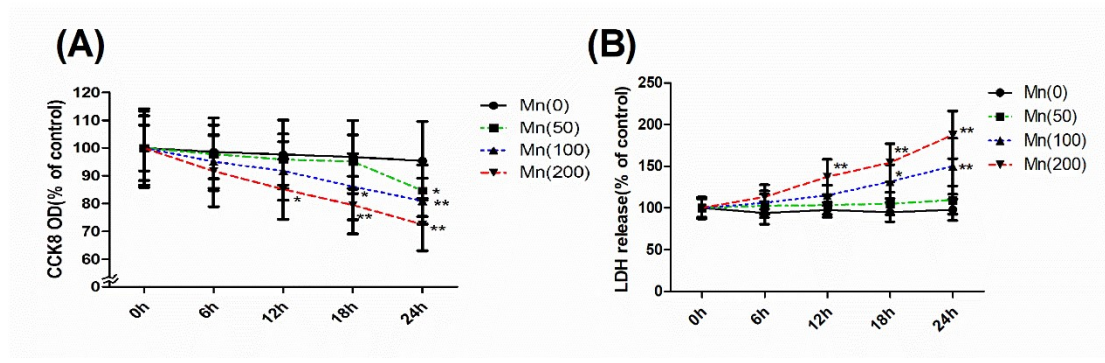 (A)
CCK8 OD(% of control)
120
110
100
90
80
70
60
0
0h
6h
12h
18h
24h
Mn(0)
Mn(50)
Mn(100)
Mn(200)
*
*
**
*
**
**
(B)
LDH release(% of control)
250
200
150
100
50
0
0h
6h
12h
18h
24h
Mn(0)
Mn(50)
Mn(100)
Mn(200)
**
**
*
**
**